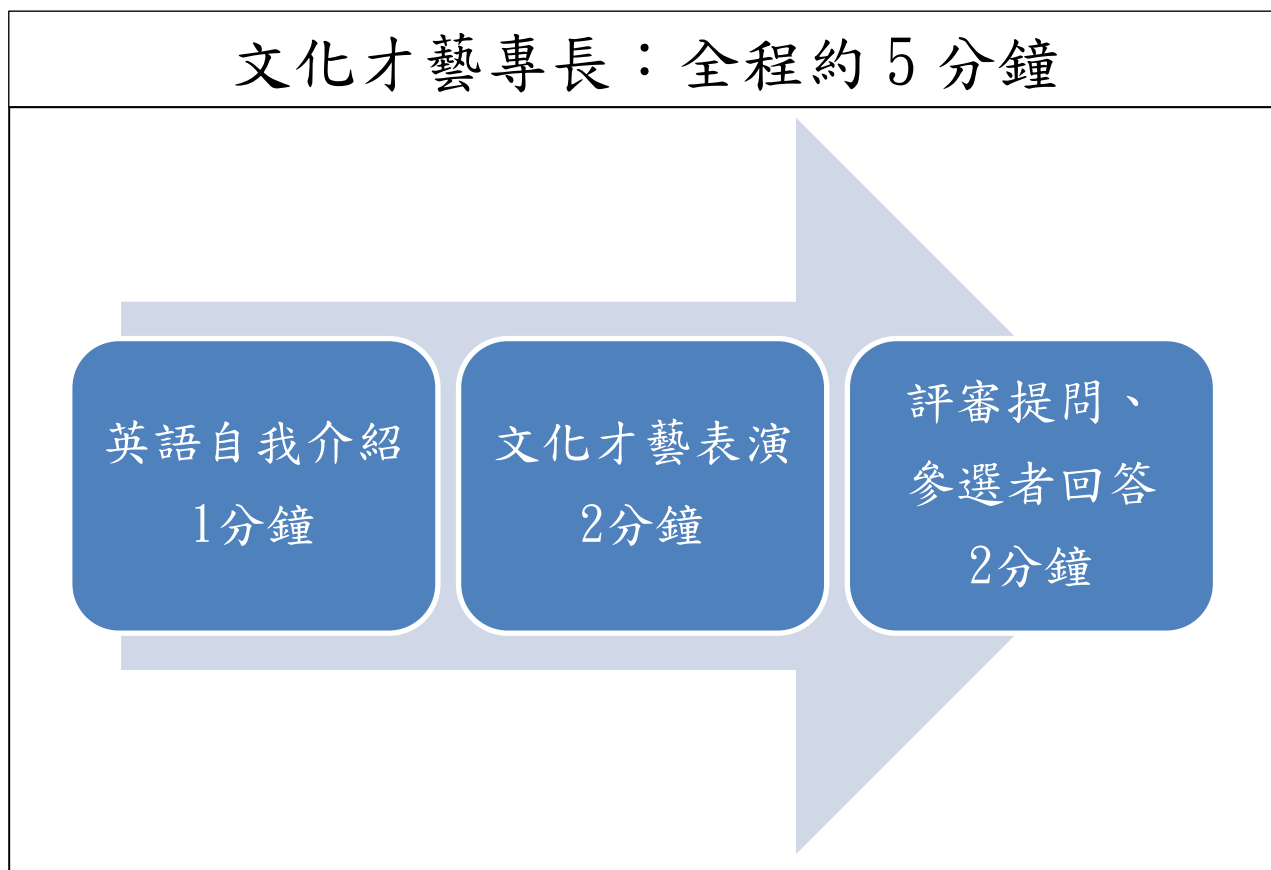 文化才藝專長：全程約 5 分鐘
英語自我介紹
1分鐘
文化才藝表演
2分鐘
評審提問、
參選者回答
2分鐘